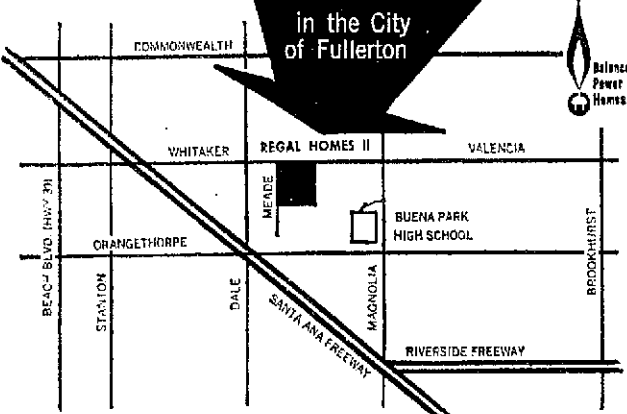 in the City
of Fullerton
COMMONWEALTH
Balanced
Power
Homes
WHITAKER
REGAL HOMES II
VALENCIA
MEADE
BUENA PARK
HIGH SCHOOL
ORANGETHORPE
BEACH BLVD. (HWY 39)
STANTON
DALE
SANTA ANA FREEWAY
MAGNOLIA
BROOKHURST
RIVERSIDE FREEWAY